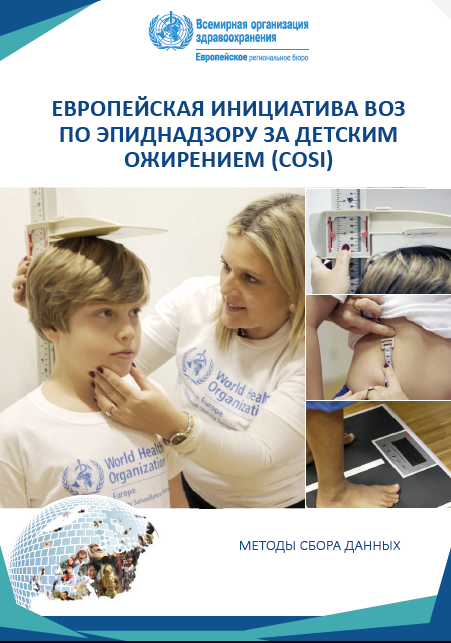 Всемирная организация
здравоохранения
Европейское региональное бюро
ЕВРОПЕЙСКАЯ ИНИЦИАТИВА ВОЗ
ПО ЭПИДНАДЗОРУ ЗА ДЕТСКИМ
ОЖИРЕНИЕМ (COSI)
World Health
Organization
Europe
World Health
Organization
Europe
МЕТОДЫ СБОРА ДАННЫХ